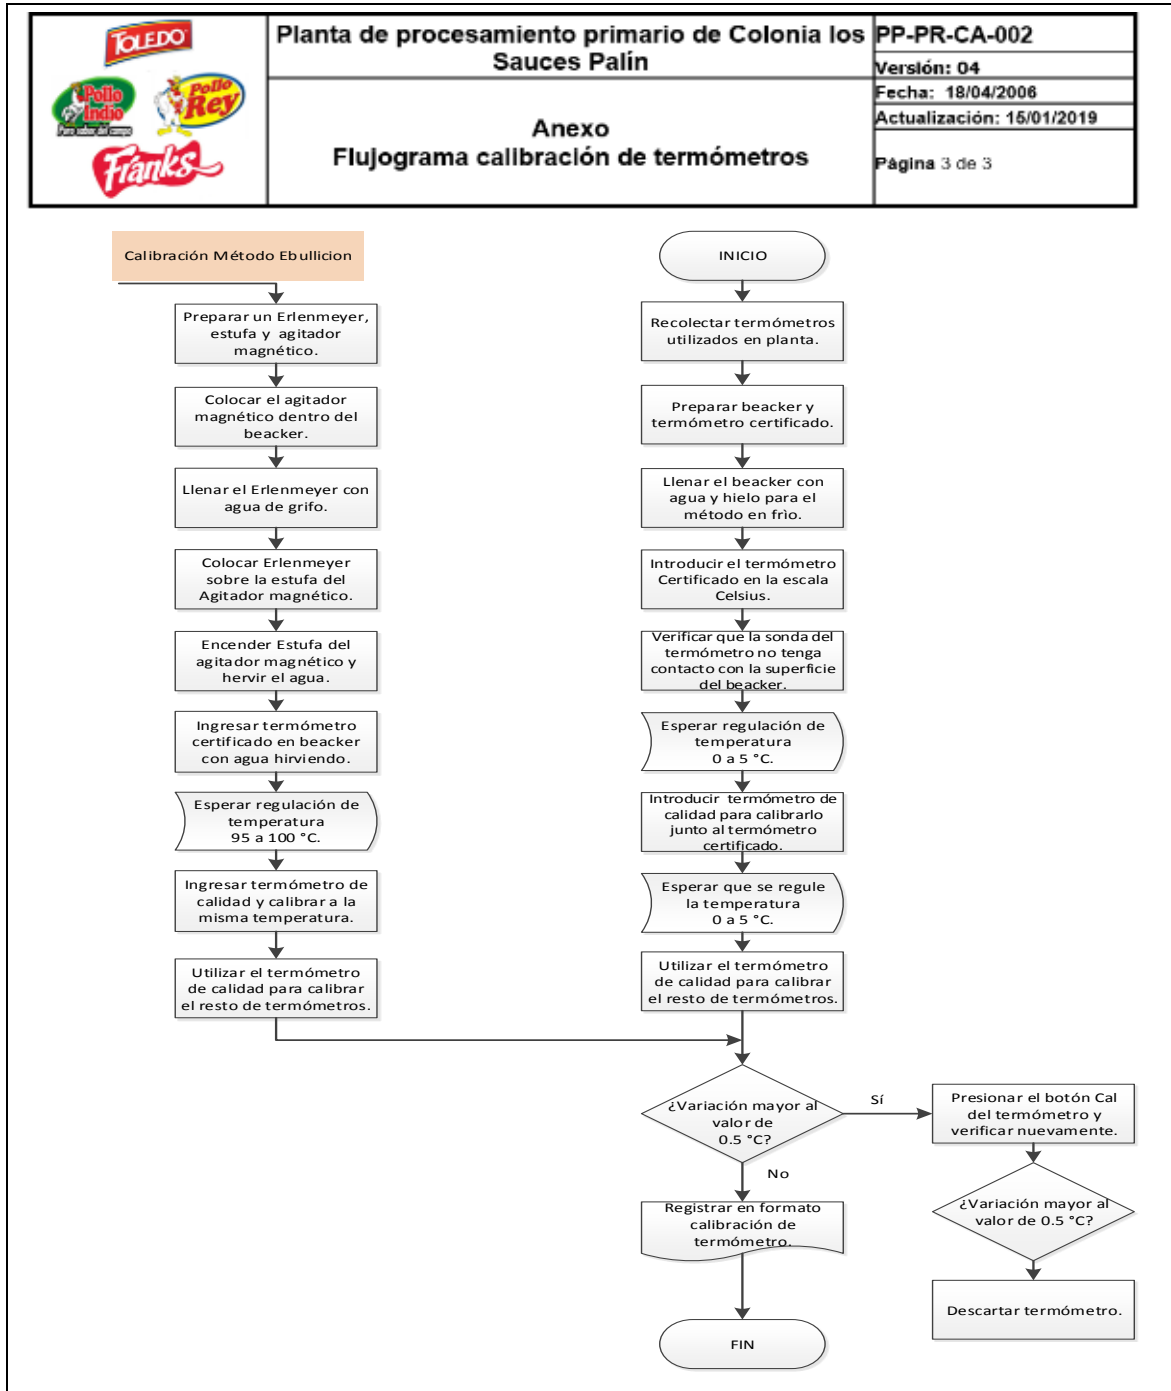 TOLEDO
Pollo
Indio
Puro sabor del campo
Pollo
Rey
Franks
Planta de procesamiento primario de Colonia los
Sauces Palín
Anexo
Flujograma calibración de termómetros
PP-PR-CA-002
Versión: 04
Fecha: 18/04/2006
Actualización: 15/01/2019
Página 3 de 3
Calibración Método Ebullicion
Preparar un Erlenmeyer,
estufa y agitador
magnético.
Colocar el agitador
magnético dentro del
beacker.
Llenar el Erlenmeyer con
agua de grifo.
Colocar Erlenmeyer
sobre la estufa del
Agitador magnético.
Encender Estufa del
agitador magnético y
hervir el agua.
Ingresar termómetro
certificado en beacker
con agua hirviendo.
Esperar regulación de
temperatura
95 a 100 °C.
Ingresar termómetro de
calidad y calibrar a la
misma temperatura.
Utilizar el termómetro
de calidad para calibrar
el resto de termómetros.
INICIO
Recolectar termómetros
utilizados en planta.
Preparar beacker y
termómetro certificado.
Llenar el beacker con
agua y hielo para el
método en frìo.
Introducir el termómetro
Certificado en la escala
Celsius.
Verificar que la sonda del
termómetro no tenga
contacto con la superficie
del beacker.
Esperar regulación de
temperatura
0 a 5 °C.
Introducir termómetro de
calidad para calibrarlo
junto al termómetro
certificado.
Esperar que se regule
la temperatura
0 a 5 °C.
Utilizar el termómetro
de calidad para calibrar
el resto de termómetros.
¿Variación mayor al
valor de
0.5 °C?
Sí
No
Presionar el botón Cal
del termómetro y
verificar nuevamente.
¿Variación mayor al
valor de 0.5 °C?
Descartar termómetro.
Registrar en formato
calibración de
termómetro.
FIN